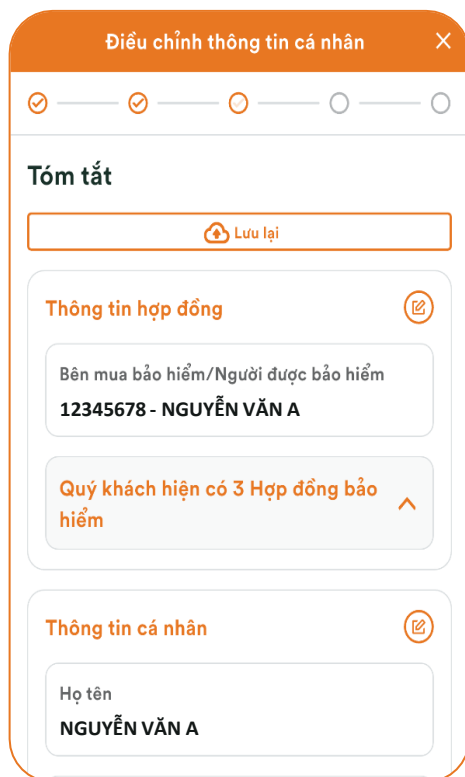 Điều chỉnh thông tin cá nhân
Tóm tắt
Lưu lại
Thông tin hợp đồng
Bên mua bảo hiểm/Người được bảo hiểm
12345678 - NGUYỄN VĂN A
Quý khách hiện có 3 Hợp đồng bảo
hiểm
Thông tin cá nhân
Họ tên
NGUYỄN VĂN A